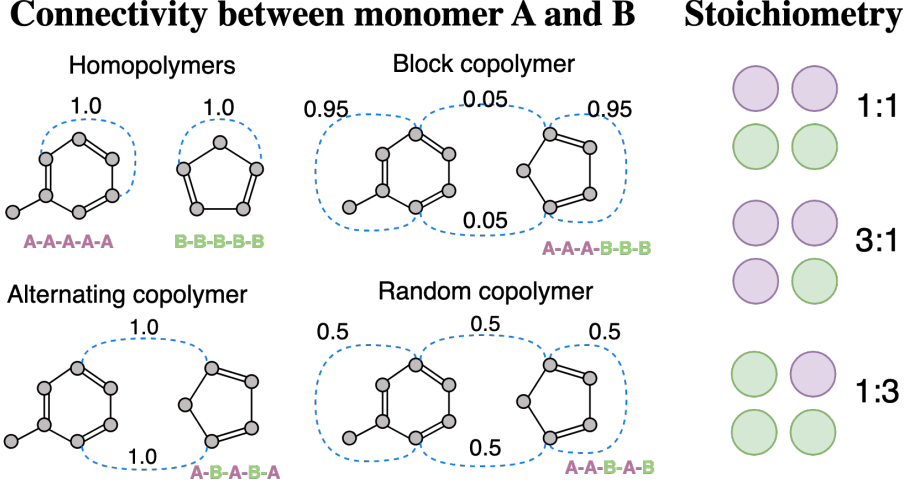 Connectivity between monomer A and B
Stoichiometry
Homopolymers
1.0
1.0
A-A-A-A-A
B-B-B-B-B
Block copolymer
0.95
0.05
0.95
0.05
A-A-A-B-B-B
Alternating copolymer
1.0
1.0
A-B-A-B-A
Random copolymer
0.5
0.5
0.5
0.5
A-A-B-A-B
1:1
3:1
1:3